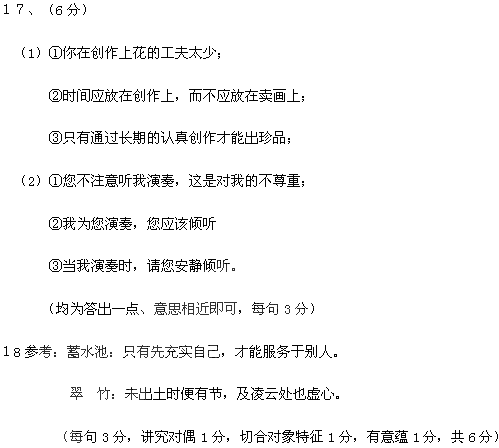 １７、（6分）
（1）①你在创作上花的工夫太少；
②时间应放在创作上，而不应放在卖画上；
③只有通过长期的认真创作才能出珍品；
（2）①您不注意听我演奏，这是对我的不尊重；
②我为您演奏，您应该倾听
③当我演奏时，请您安静倾听。
（均为答出一点、意思相近即可，每句3分）
18参考：蓄水池：只有先充实自己，才能服务于别人。
翠　竹：未出土时便有节，及凌云处也虚心。
（每句3分，讲究对偶1分，切合对象特征1分，有意蕴1分，共6分）